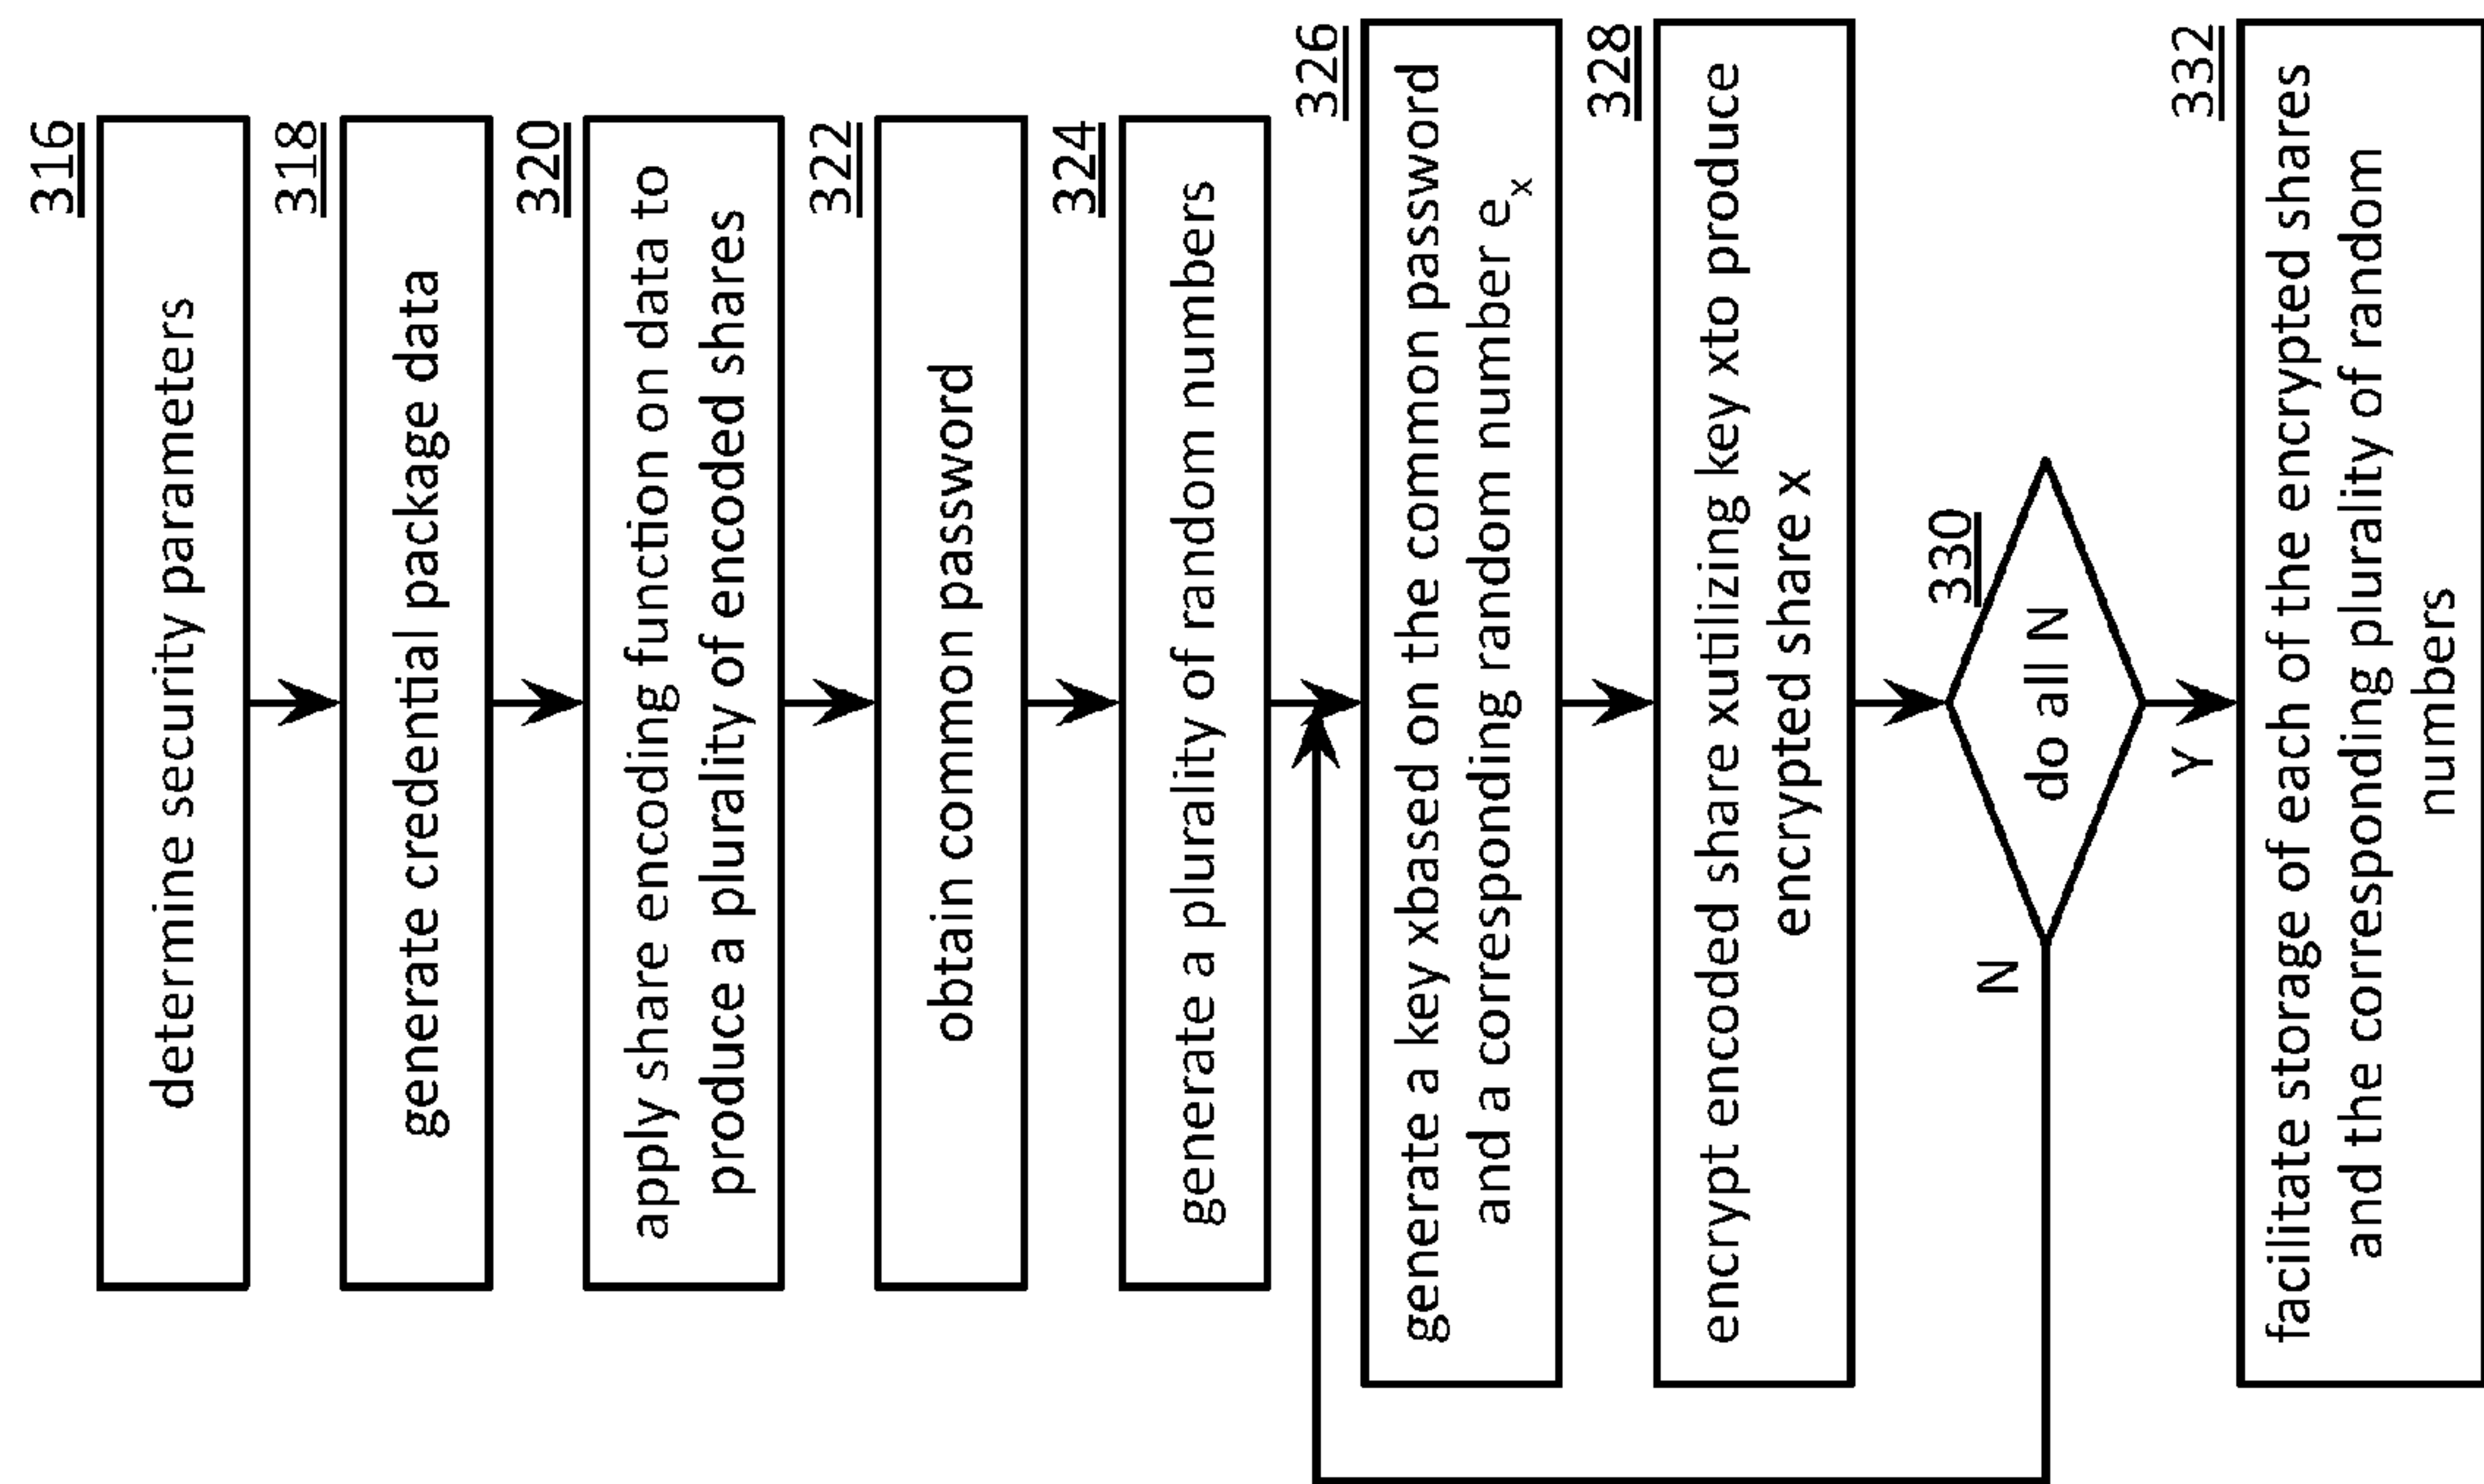 316
determine security parameters
318
generate credential package data
320
apply share encoding function on data to
produce a plurality of encoded shares
322
obtain common password
324
generate a plurality of random numbers
326
generate a key xbased on the common password
and a corresponding random number eₓ
328
encrypt encoded share xutilizing key xto produce
encrypted share x
330
do all N
N
Y
332
facilitate storage of each of the encrypted shares
and the corresponding plurality of random
numbers